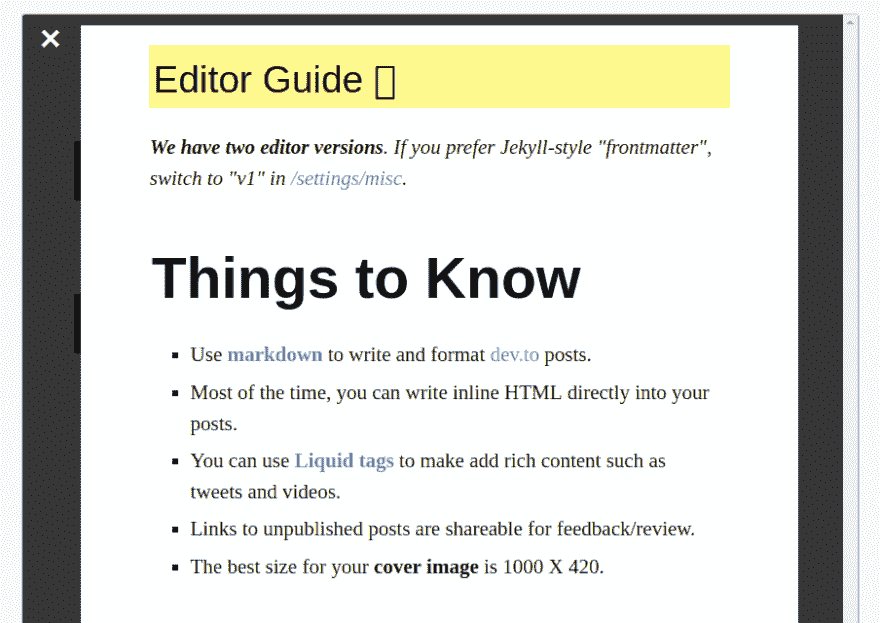 Editor Guide
We have two editor versions. If you prefer Jekyll-style "frontmatter",
switch to "v1" in /settings/misc.
Things to Know
Use markdown to write and format dev.to posts.
Most of the time, you can write inline HTML directly into your
posts.
You can use Liquid tags to make add rich content such as
tweets and videos.
Links to unpublished posts are shareable for feedback/review.
The best size for your cover image is 1000 X 420.